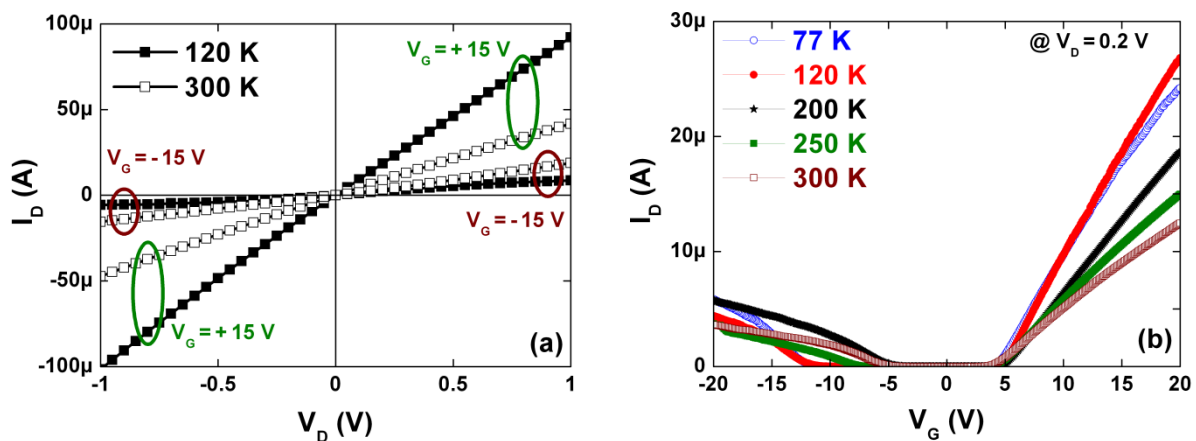 100µ
50µ
0
-50µ
-100µ
I_D (A)
120 K
300 K
V_G = + 15 V
V_G = - 15 V
V_G = - 15 V
V_G = + 15 V
(a)
-1
-0.5
0
0.5
1
V_D (V)
30µ
20µ
10µ
0
I_D (A)
77 K
120 K
200 K
250 K
300 K
@ V_D = 0.2 V
(b)
-20
-15
-10
-5
0
5
10
15
20
V_G (V)